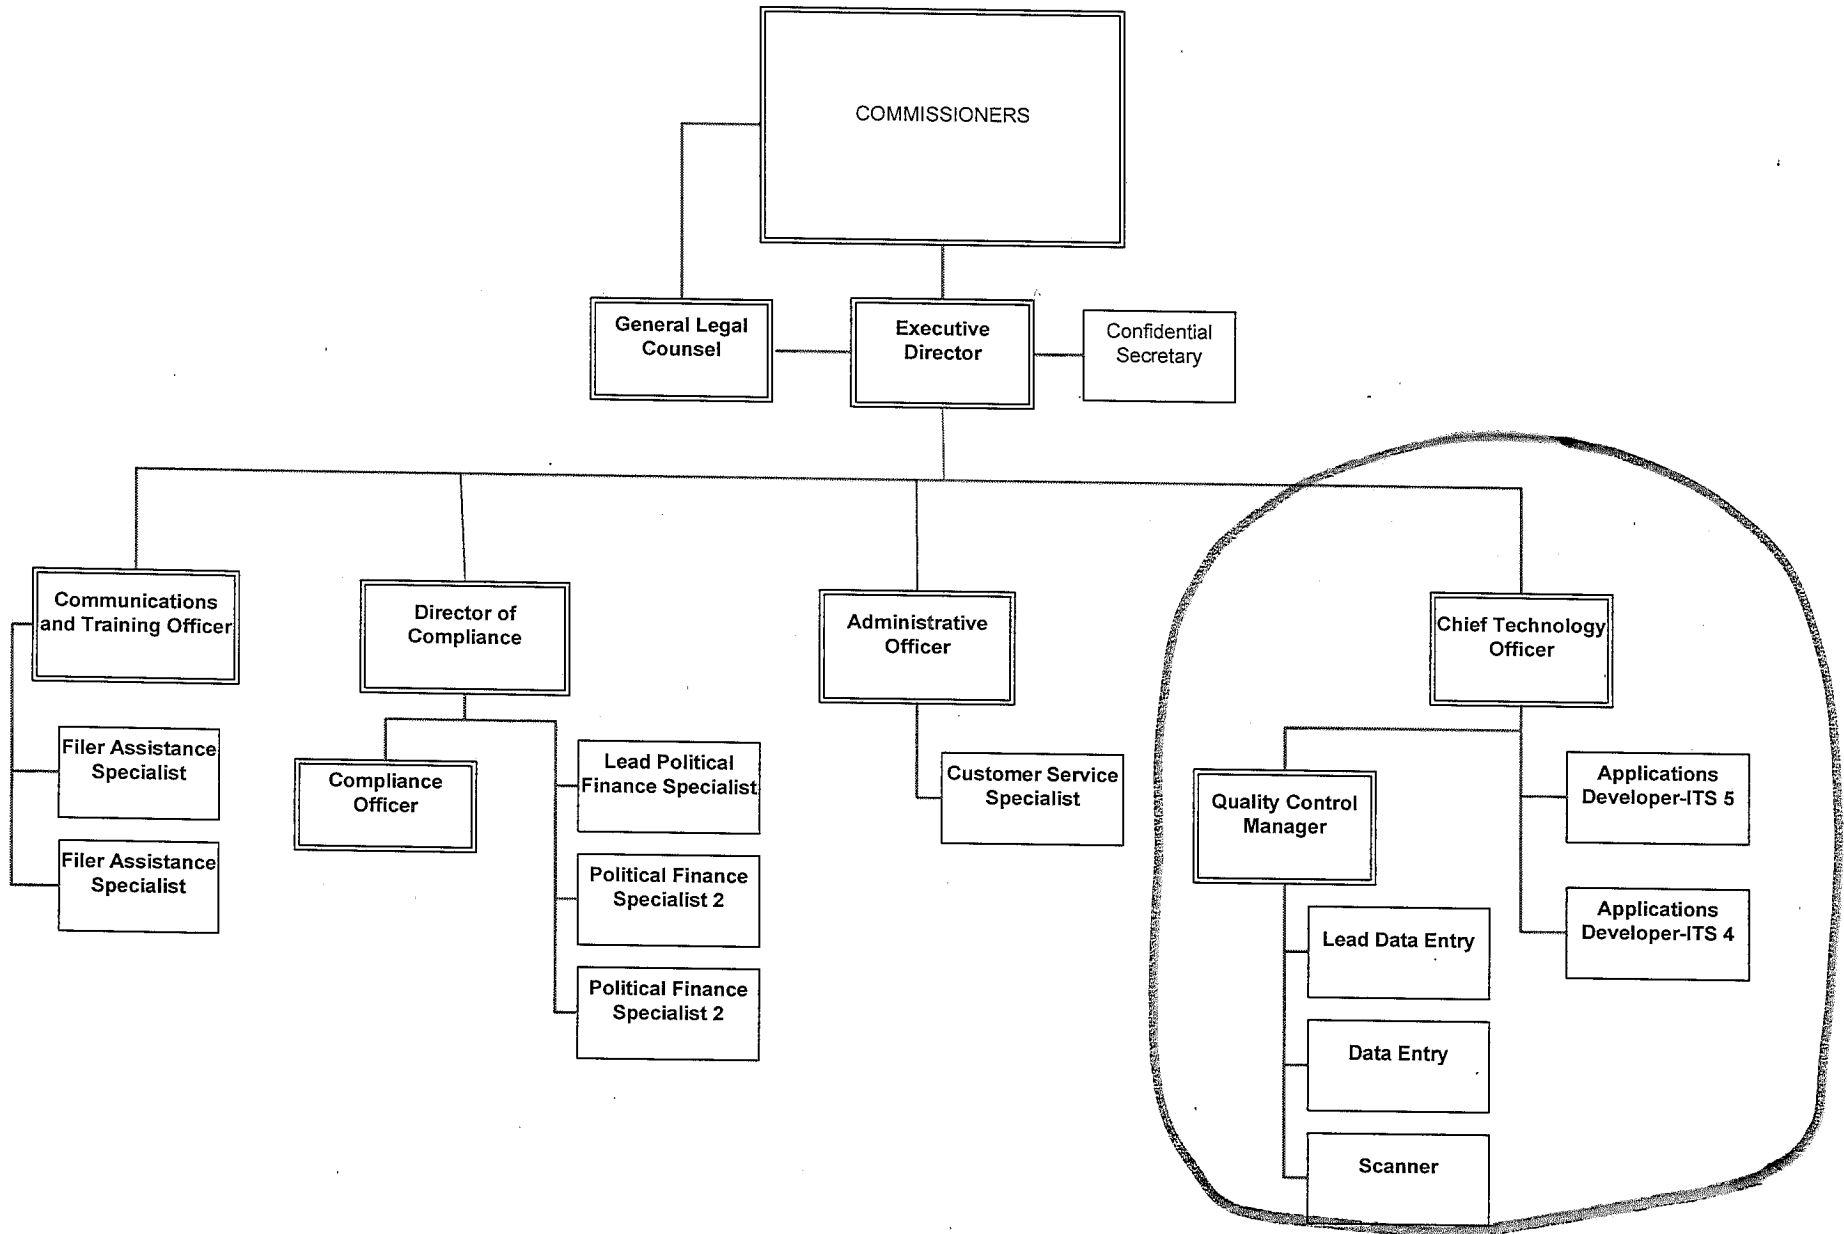 COMMISSIONERS
General Legal
Counsel
Executive
Director
Confidential
Secretary
Communications
and Training Officer
Director of
Compliance
Administrative
Officer
Chief Technology
Officer
Filer Assistance
Specialist
Filer Assistance
Specialist
Compliance
Officer
Lead Political
Finance Specialist
Political Finance
Specialist 2
Political Finance
Specialist 2
Customer Service
Specialist
Quality Control
Manager
Lead Data Entry
Data Entry
Scanner
Applications
Developer-ITS 5
Applications
Developer-ITS 4